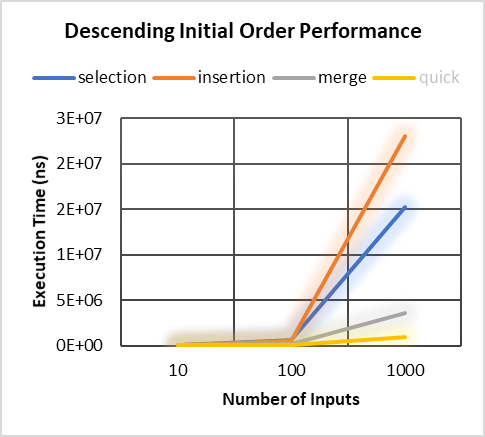 Descending Initial Order Performance
selection insertion merge quick
3E+07
2E+07
2E+07
1E+07
5E+06
0E+00
Execution Time (ns)
10 100 1000
Number of Inputs